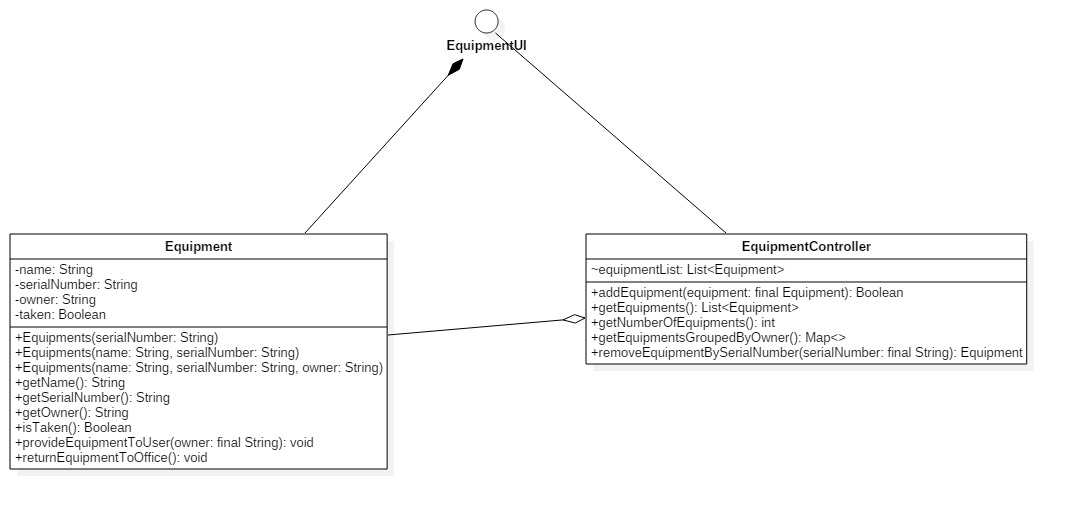 EquipmentUI
Equipment
-name: String
-serialNumber: String
-owner: String
-taken: Boolean
+Equipments(serialNumber: String)
+Equipments(name: String, serialNumber: String)
+Equipments(name: String, serialNumber: String, owner: String)
+getName(): String
+getSerialNumber(): String
+getOwner(): String
+isTaken(): Boolean
+provideEquipmentToUser(owner: final String): void
+returnEquipmentToOffice(): void
EquipmentController
~equipmentList: List<Equipment>
+addEquipment(equipment: final Equipment): Boolean
+getEquipments(): List<Equipment>
+getNumberOfEquipments(): int
+getEquipmentsGroupedByOwner(): Map<>
+removeEquipmentBySerialNumber(serialNumber: final String): Equipment